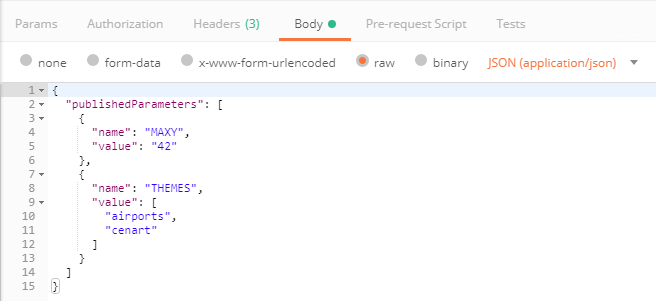 Params Authorization Headers (3) Body Pre-request Script Tests
none form-data x-www-form-urlencoded raw binary JSON (application/json)
1 {
2 "publishedParameters": [
3 {
4 "name": "MAXY",
5 "value": "42"
6 },
7 {
8 "name": "THEMES",
9 "value": [
10 "airports",
11 "cenart"
12 ]
13 }
14 ]
15 }